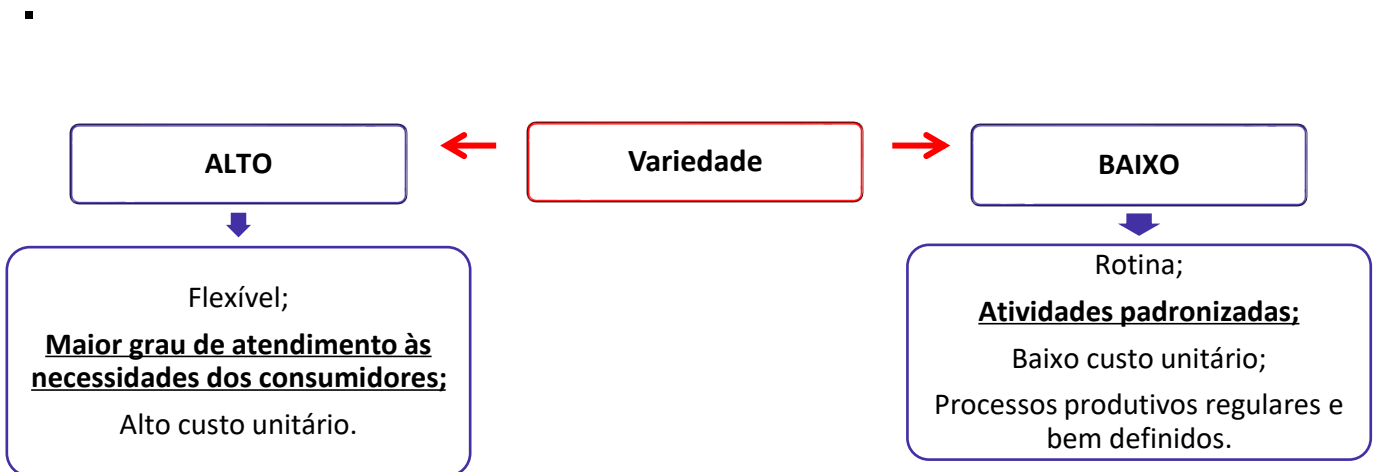 ALTO
Variedade
BAIXO
Flexível;
Maior grau de atendimento às
necessidades dos consumidores;
Alto custo unitário.
Rotina;
Atividades padronizadas;
Baixo custo unitário;
Processos produtivos regulares e
bem definidos.